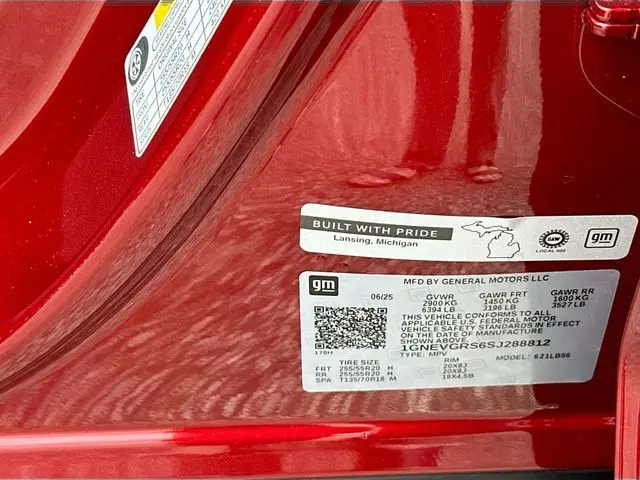 BUILT WITH PRIDE
Lansing, Michigan
UAW
LOCAL 602
gm
gm
MFD BY GENERAL MOTORS LLC
06/25 GVWR GAWR FRT GAWR RR
2900 KG 1450 KG 1600 KG
6394 LB 3196 LB 3527 LB
THIS VEHICLE CONFORMS TO ALL
APPLICABLE U.S. FEDERAL MOTOR
VEHICLE SAFETY STANDARDS IN EFFECT
ON THE DATE OF MANUFACTURE
SHOWN ABOVE.
1GNEVGRS6SJ288812
170H
TYPE: MPV MODEL: 621LB56
TIRE SIZE RIM
FRT 255/55R20 H 20X8J
RR 255/55R20 H 20X8J
SPA T135/70R18 M 18X4.5B